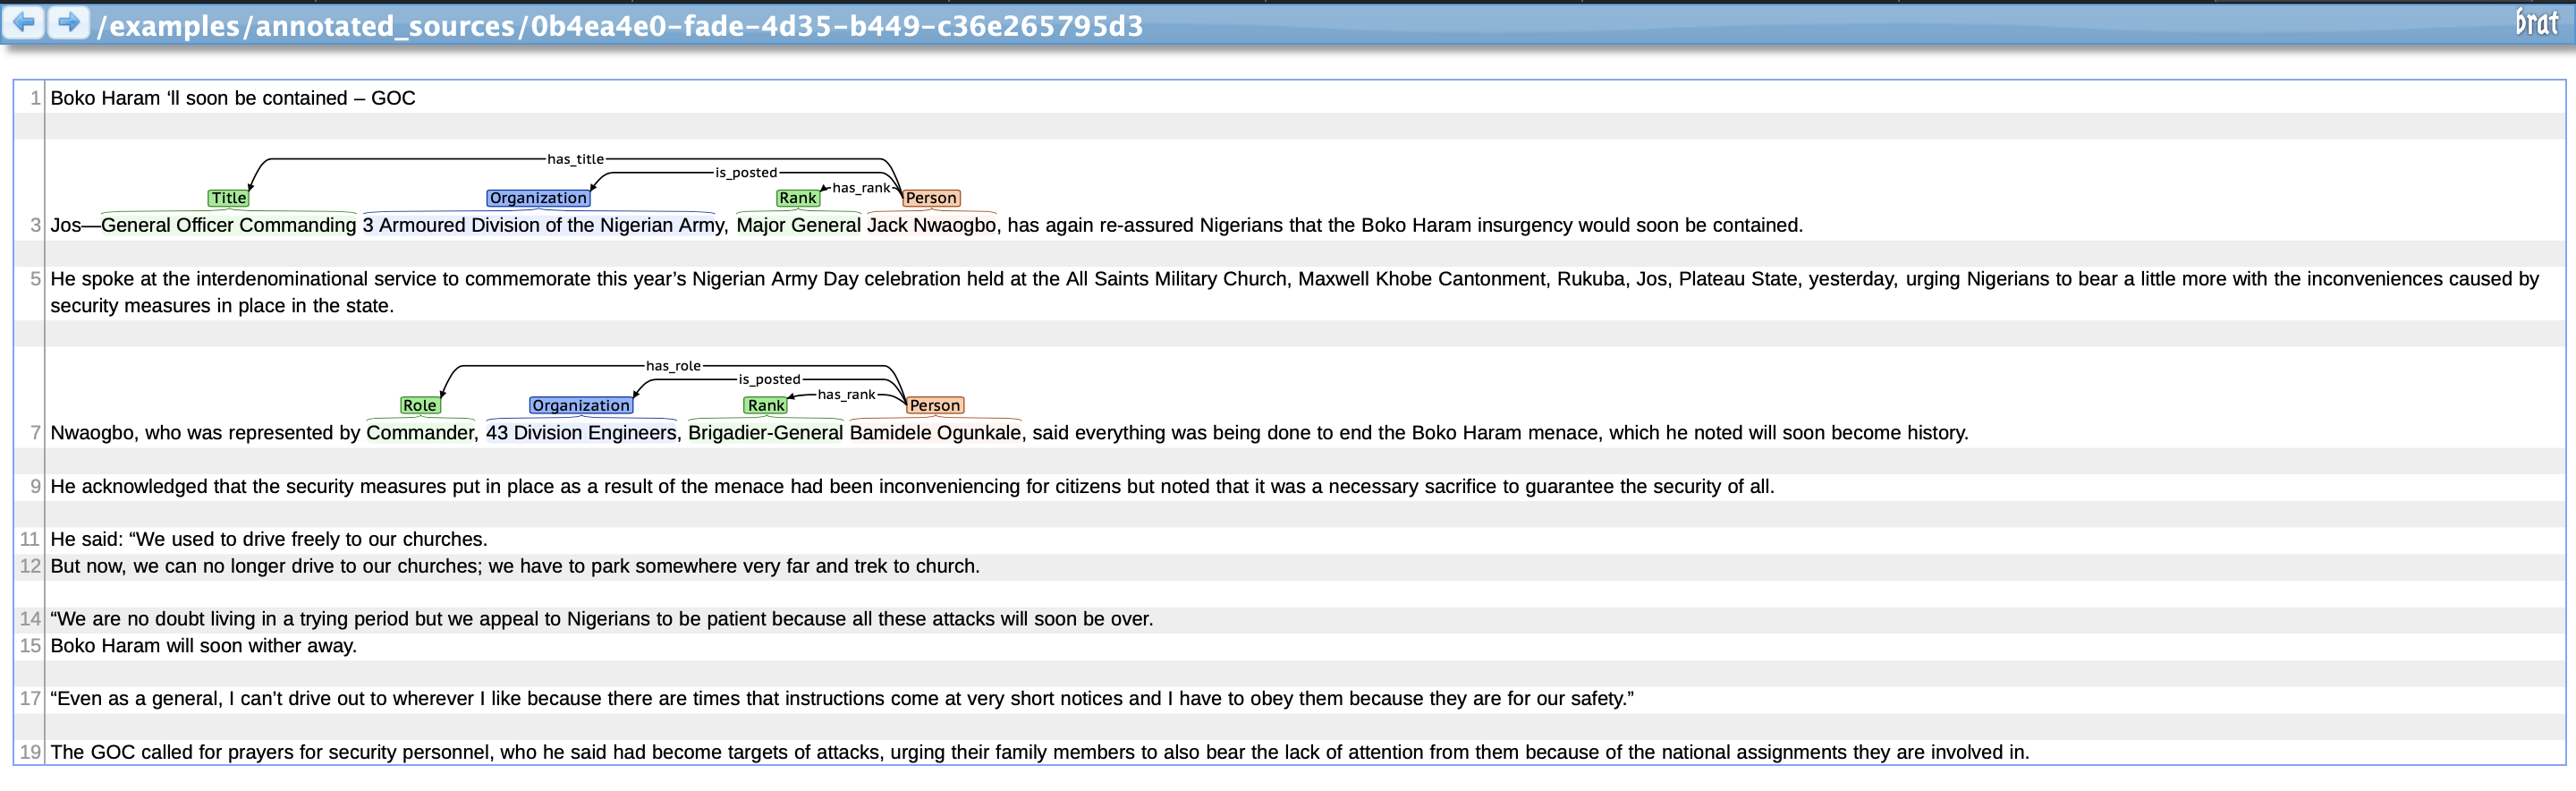 /examples/annotated_sources/0b4ea4e0-fade-4d35-b449-c36e265795d3 brat
1 Boko Haram ‘ll soon be contained – GOC
has_title
is_posted
Title Organization Rank has_rank Person
3 Jos—General Officer Commanding 3 Armoured Division of the Nigerian Army, Major General Jack Nwaogbo, has again re-assured Nigerians that the Boko Haram insurgency would soon be contained.
5 He spoke at the interdenominational service to commemorate this year’s Nigerian Army Day celebration held at the All Saints Military Church, Maxwell Khobe Cantonment, Rukuba, Jos, Plateau State, yesterday, urging Nigerians to bear a little more with the inconveniences caused by
security measures in place in the state.
has_role
is_posted
has_rank
Role Organization Rank Person
7 Nwaogbo, who was represented by Commander, 43 Division Engineers, Brigadier-General Bamidele Ogunkale, said everything was being done to end the Boko Haram menace, which he noted will soon become history.
9 He acknowledged that the security measures put in place as a result of the menace had been inconveniencing for citizens but noted that it was a necessary sacrifice to guarantee the security of all.
11 He said: “We used to drive freely to our churches.
12 But now, we can no longer drive to our churches; we have to park somewhere very far and trek to church.
14 “We are no doubt living in a trying period but we appeal to Nigerians to be patient because all these attacks will soon be over.
15 Boko Haram will soon wither away.
17 “Even as a general, I can’t drive out to wherever I like because there are times that instructions come at very short notices and I have to obey them because they are for our safety.”
19 The GOC called for prayers for security personnel, who he said had become targets of attacks, urging their family members to also bear the lack of attention from them because of the national assignments they are involved in.